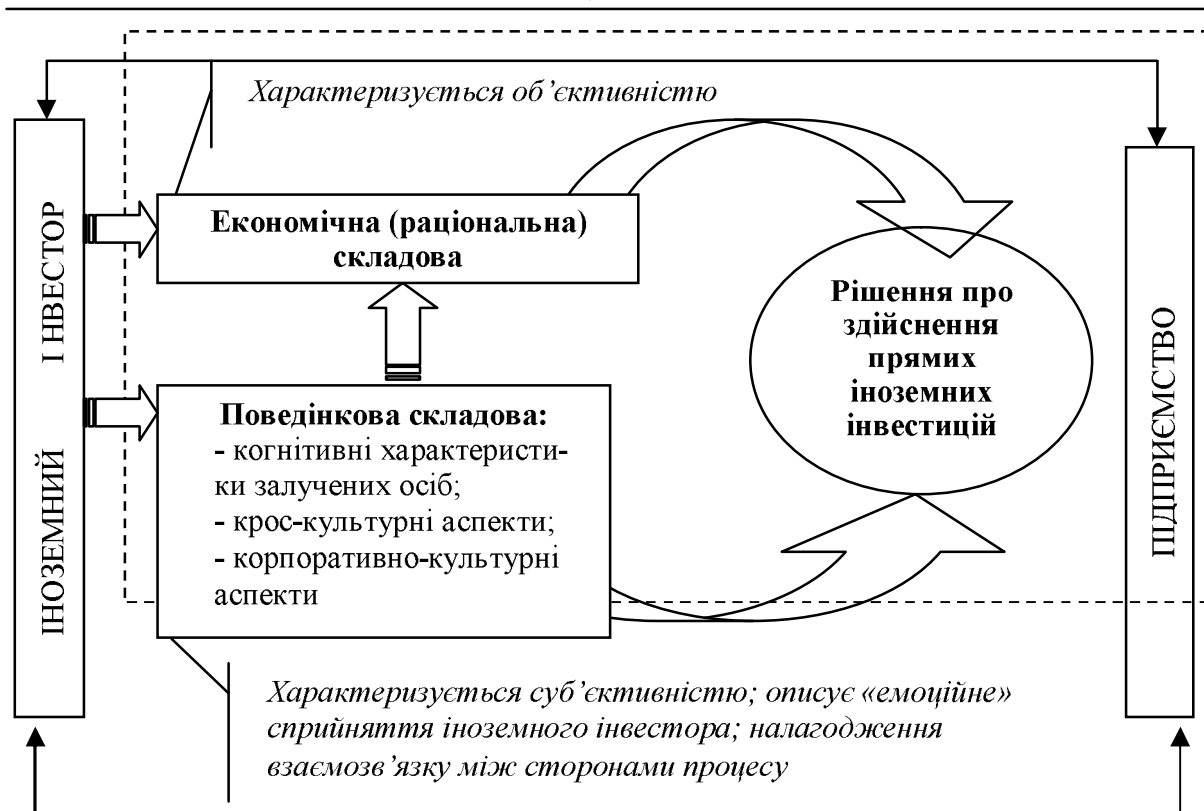 Характеризується об’єктивністю
ІНОЗЕМНИЙ ІНВЕСТОР
Економічна (раціональна)
складова
Рішення про
здійснення
прямих
іноземних
інвестицій
ПІДПРИЄМСТВО
Поведінкова складова:
- когнітивні характеристи-
ки залучених осіб;
- крос-культурні аспекти;
- корпоративно-культурні
аспекти
Характеризується суб’єктивністю; описує «емоційне»
сприйняття іноземного інвестора; налагодження
взаємозв’язку між сторонами процесу